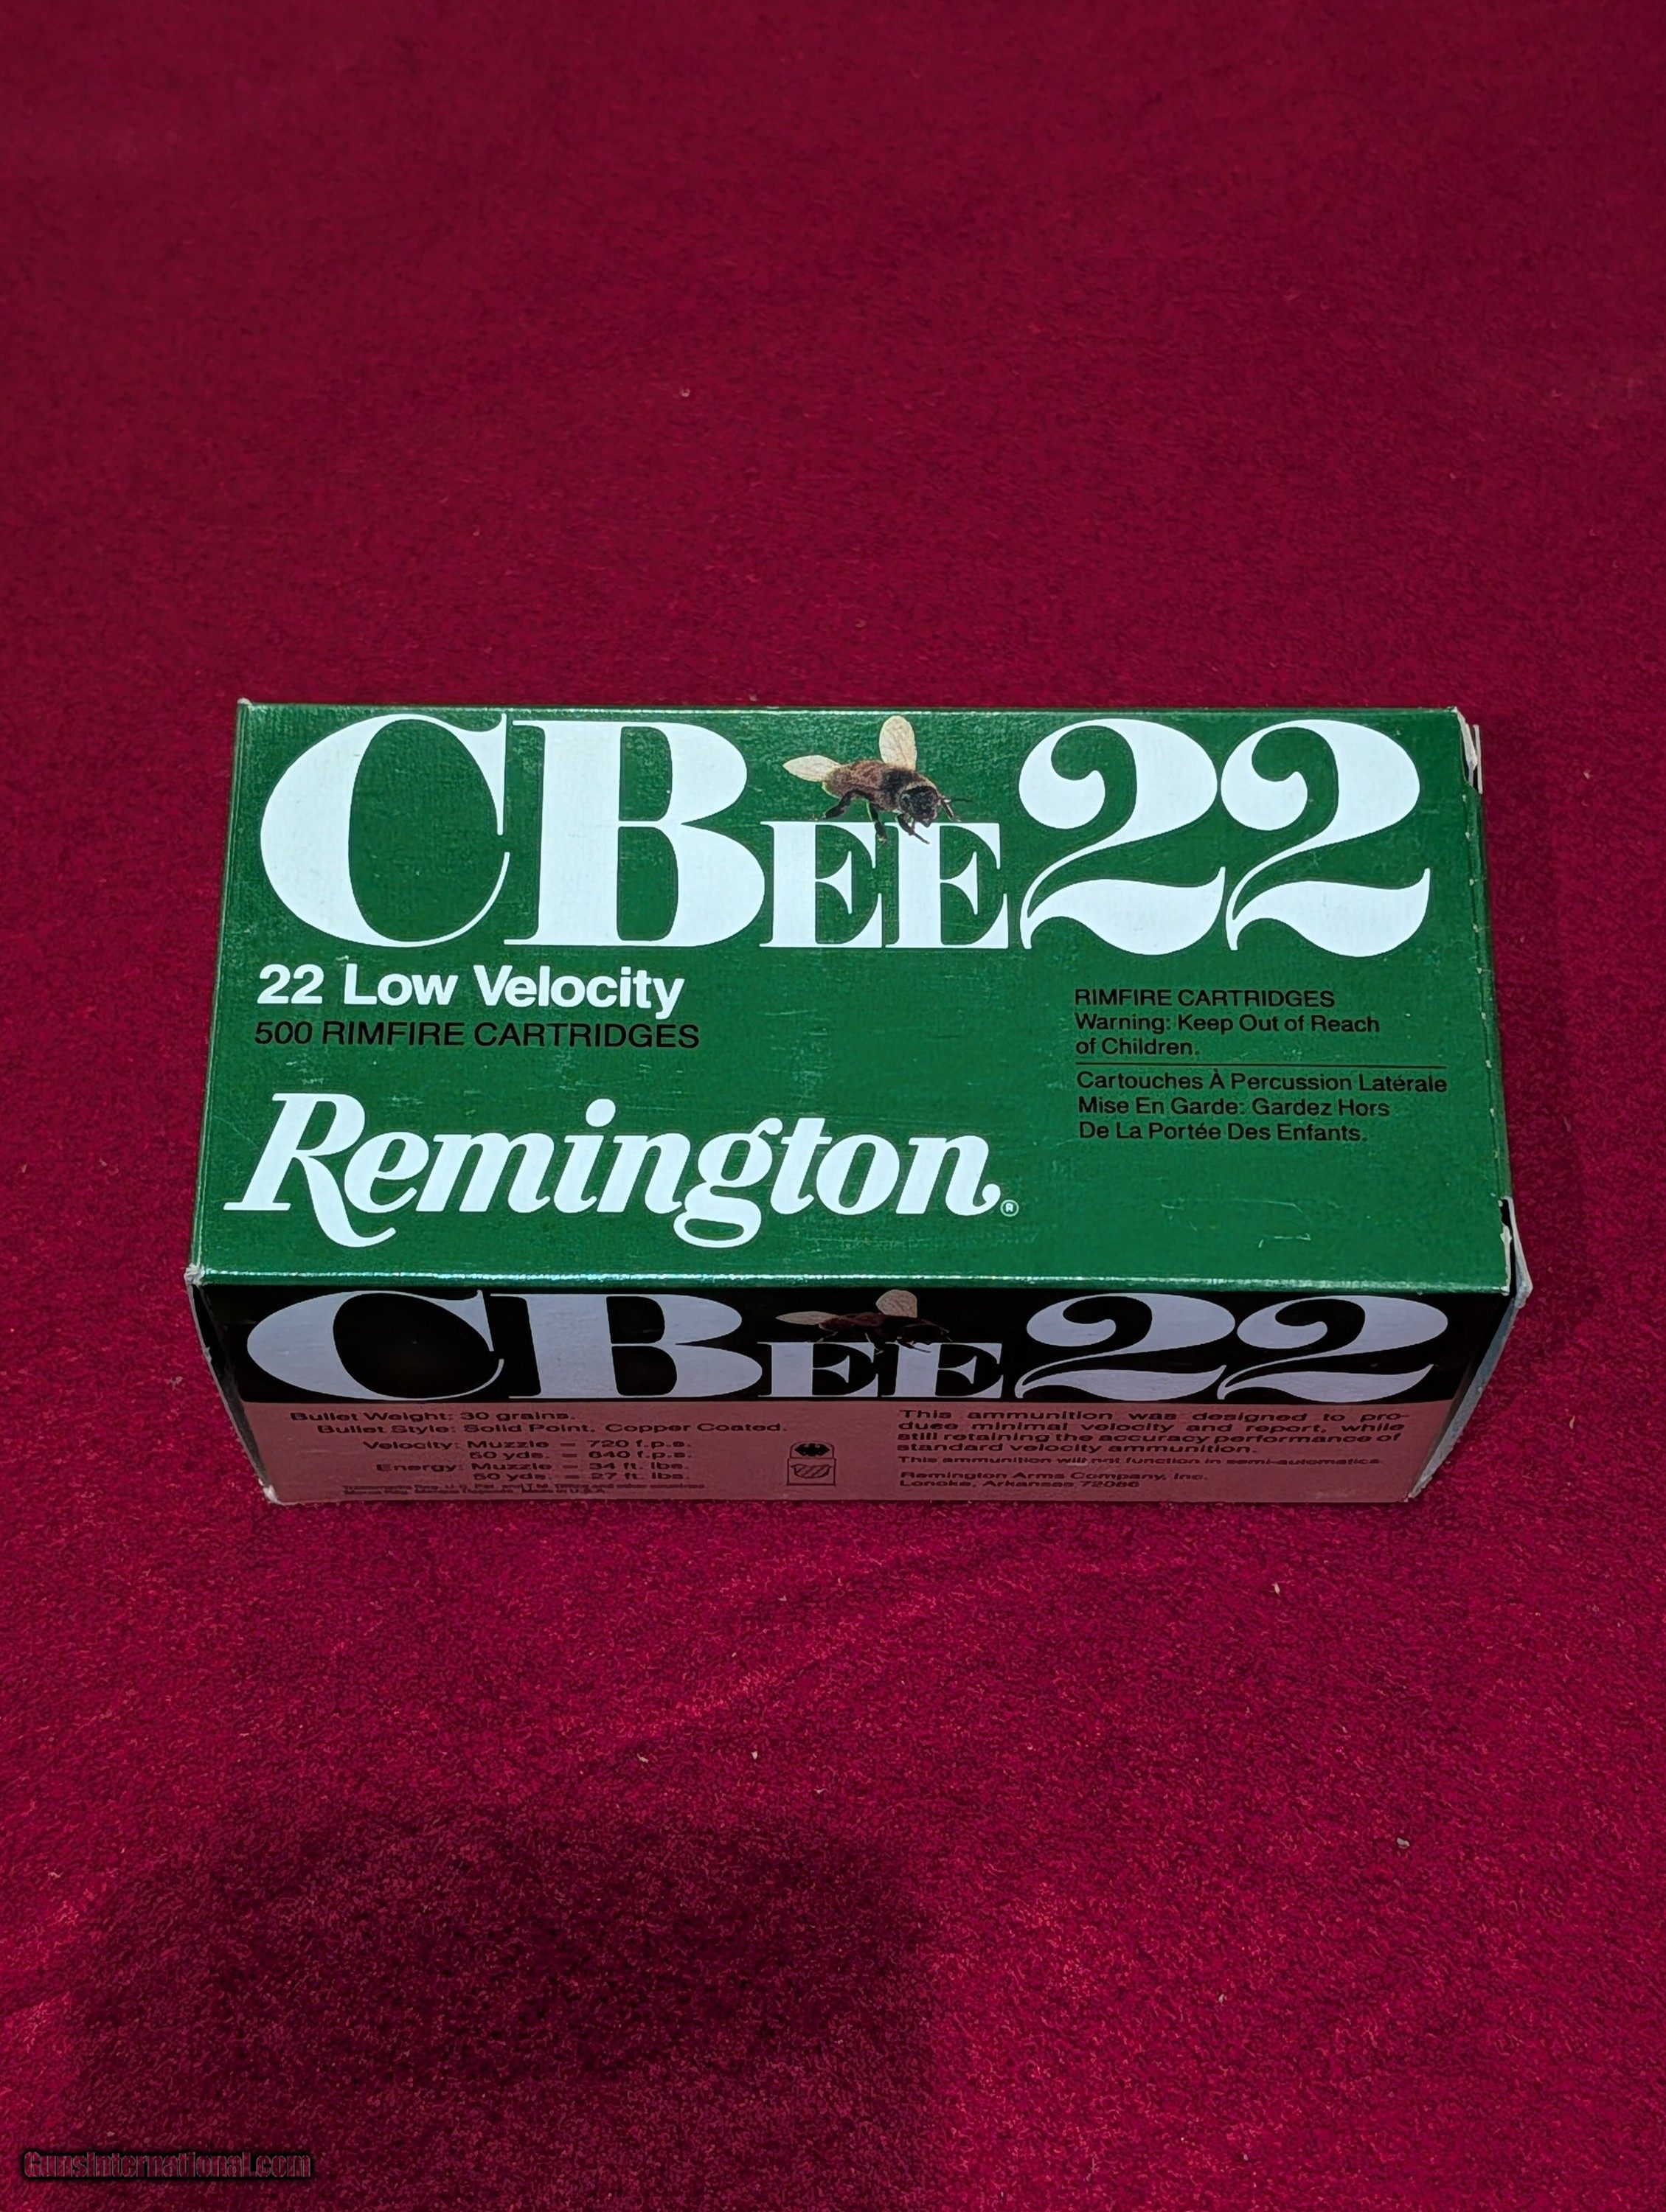 CBEE22
22 Low Velocity
500 RIMFIRE CARTRIDGES
RIMFIRE CARTRIDGES
Warning: Keep Out of Reach
of Children.
Cartouches À Percussion Latérale
Mise En Garde: Gardez Hors
De La Portée Des Enfants.
Remington®
CBEE22
Bullet Weight: 30 grains.
Bullet Style: Solid Point, Copper Coated.
Velocity: Muzzle = 720 f.p.s.
50 yds. = 640 f.p.s.
Energy: Muzzle = 34 ft. lbs.
50 yds. = 27 ft. lbs.
This ammunition was designed to pro-
duce minimal velocity and report, while
still retaining the accuracy performance of
standard velocity ammunition.
This ammunition will not function in semi-automatics.
Remington Arms Company, Inc.
Lonoke, Arkansas 72086
GunsInternational.com